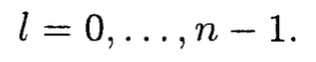 l = 0, . . . , n − 1.